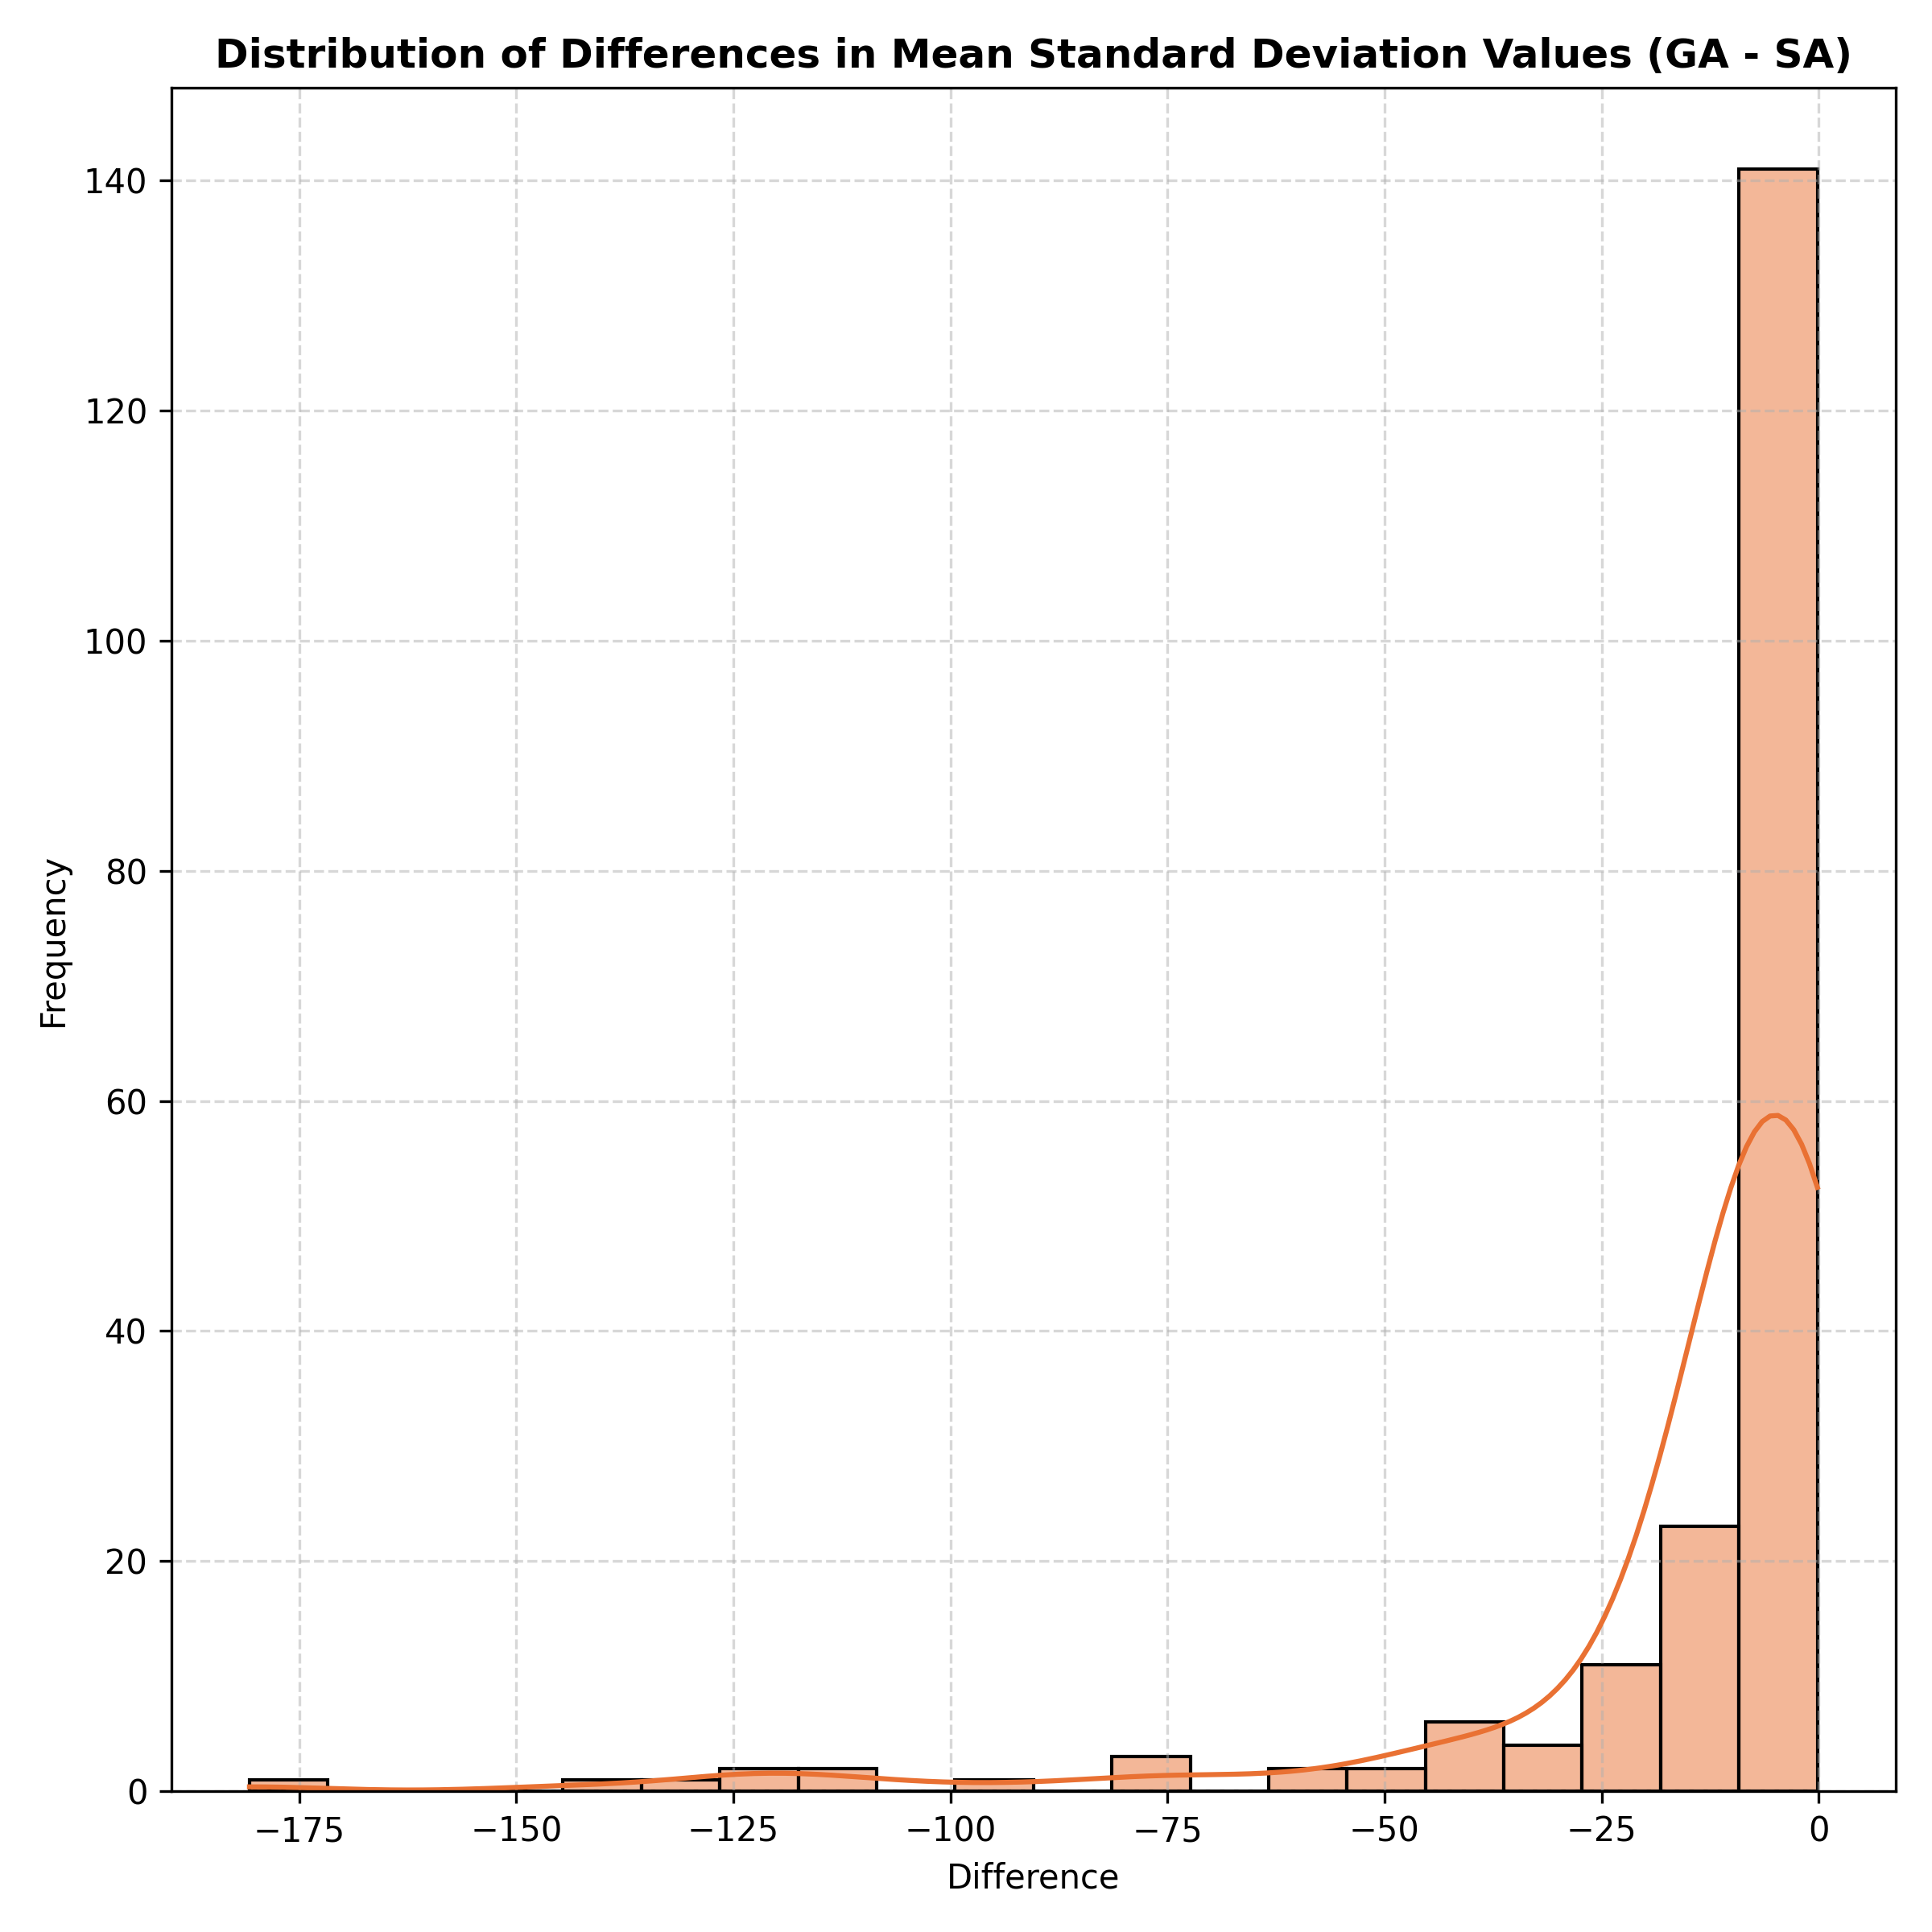 Distribution of Differences in Mean Standard Deviation Values (GA - SA)
140
120
100
80
60
40
20
0
Frequency
−175 −150 −125 −100 −75 −50 −25 0
Difference